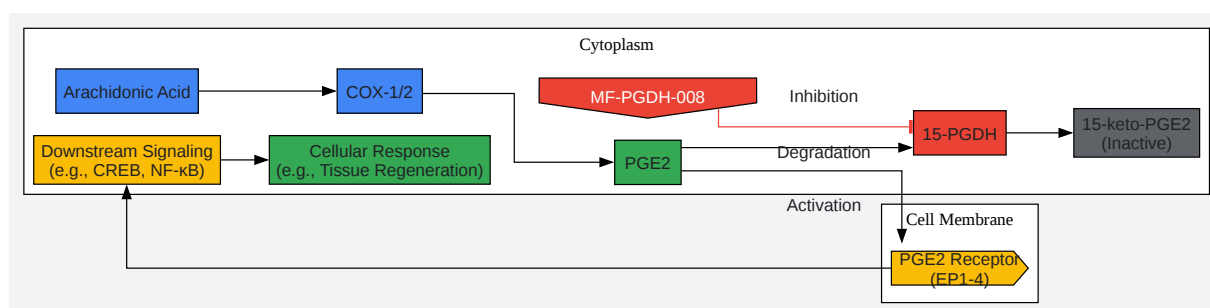 Cytoplasm
Arachidonic Acid
COX-1/2
MF-PGDH-008
Inhibition
15-PGDH
15-keto-PGE2
(Inactive)
Downstream Signaling
(e.g., CREB, NF-κB)
Cellular Response
(e.g., Tissue Regeneration)
PGE2
Degradation
Activation
Cell Membrane
PGE2 Receptor
(EP1-4)